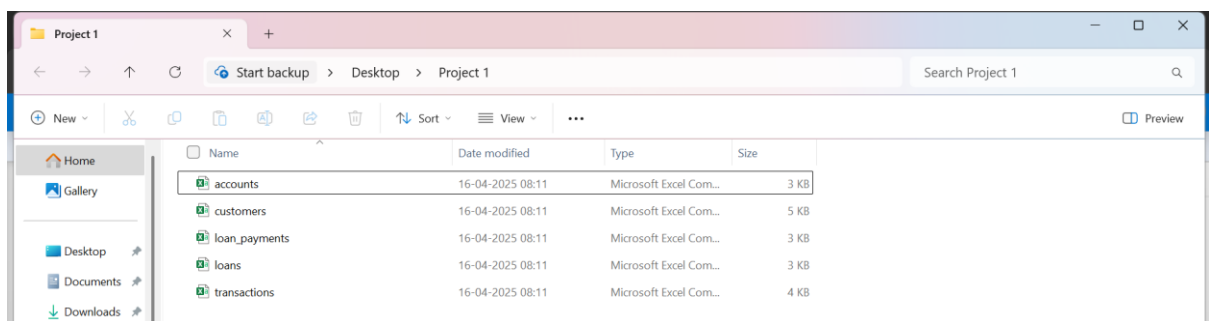 Project 1
Start backup > Desktop > Project 1 Search Project 1
New Sort View ... Preview
Home
Gallery
Desktop
Documents
Downloads
Name Date modified Type Size
accounts 16-04-2025 08:11 Microsoft Excel Com... 3 KB
customers 16-04-2025 08:11 Microsoft Excel Com... 5 KB
loan_payments 16-04-2025 08:11 Microsoft Excel Com... 3 KB
loans 16-04-2025 08:11 Microsoft Excel Com... 3 KB
transactions 16-04-2025 08:11 Microsoft Excel Com... 4 KB